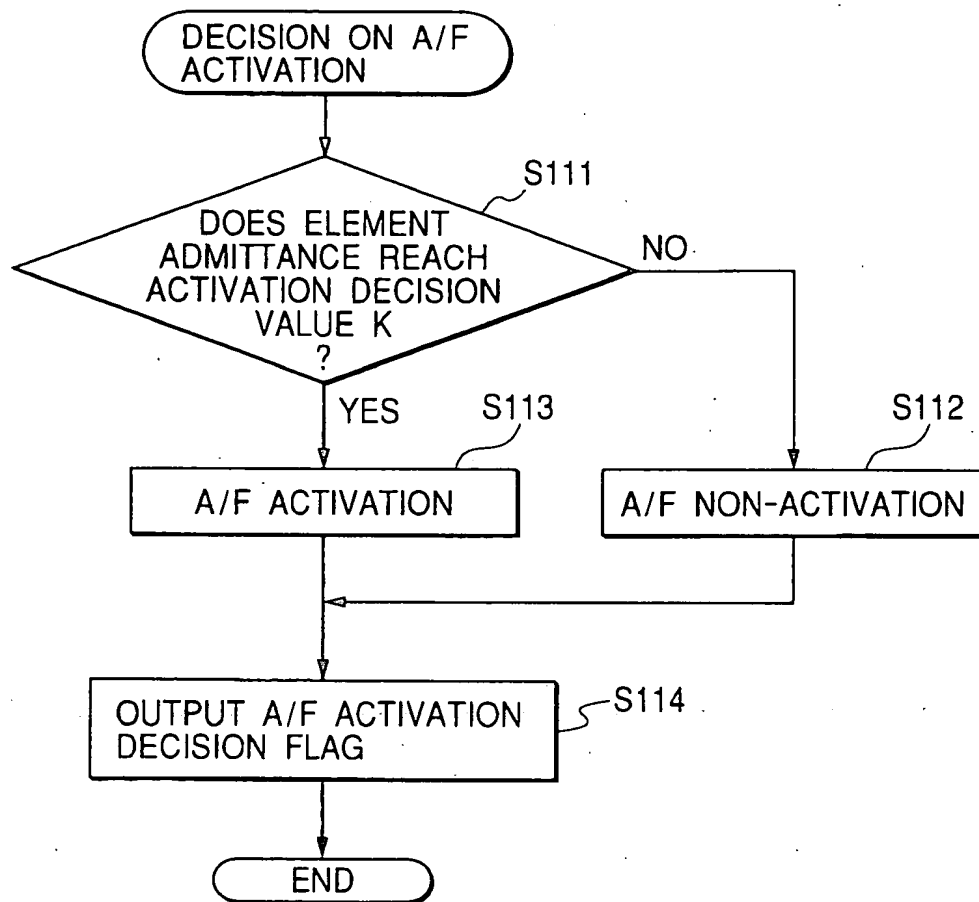 DECISION ON A/F
ACTIVATION
S111
DOES ELEMENT
ADMITTANCE REACH
ACTIVATION DECISION
VALUE K
?
NO
YES
S113
S112
A/F ACTIVATION
A/F NON-ACTIVATION
S114
OUTPUT A/F ACTIVATION
DECISION FLAG
END